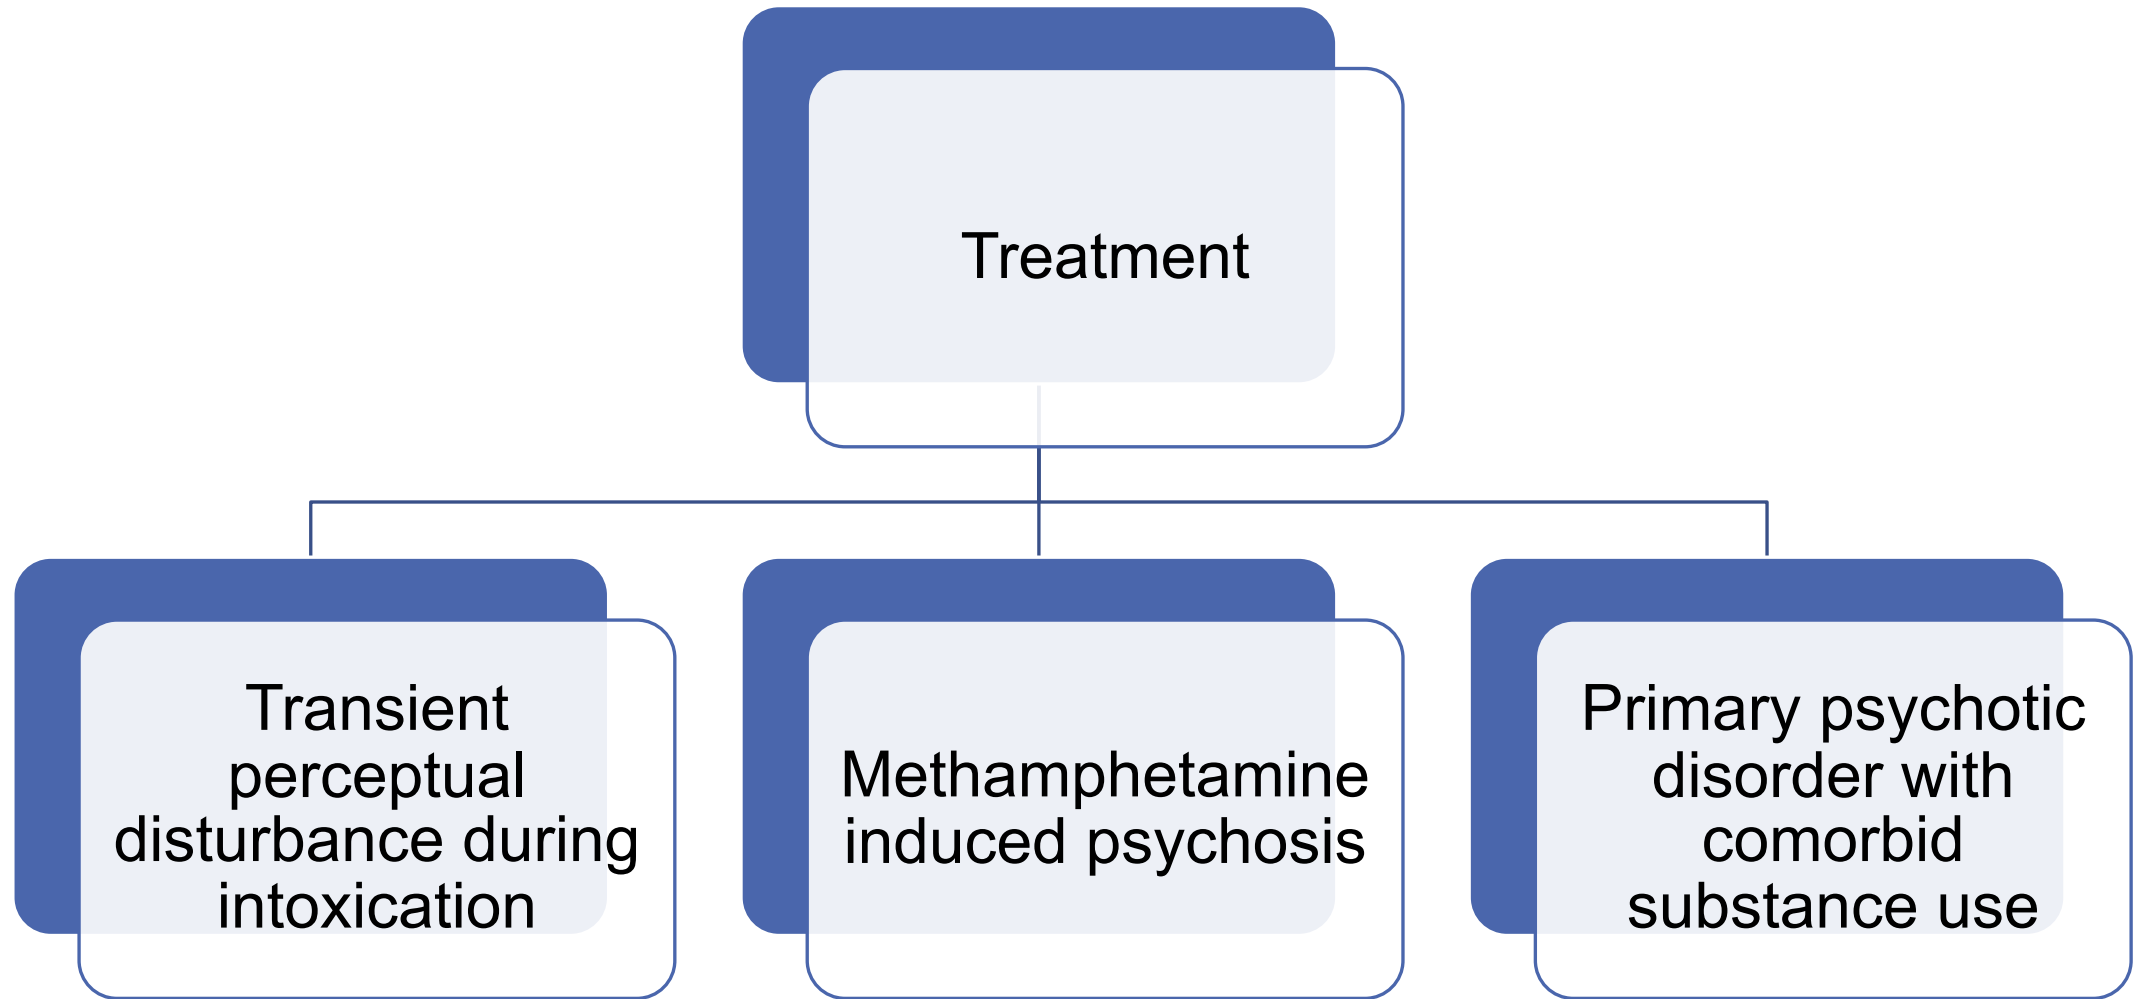 Treatment
Transient
perceptual
disturbance during
intoxication
Methamphetamine
induced psychosis
Primary psychotic
disorder with
comorbid
substance use